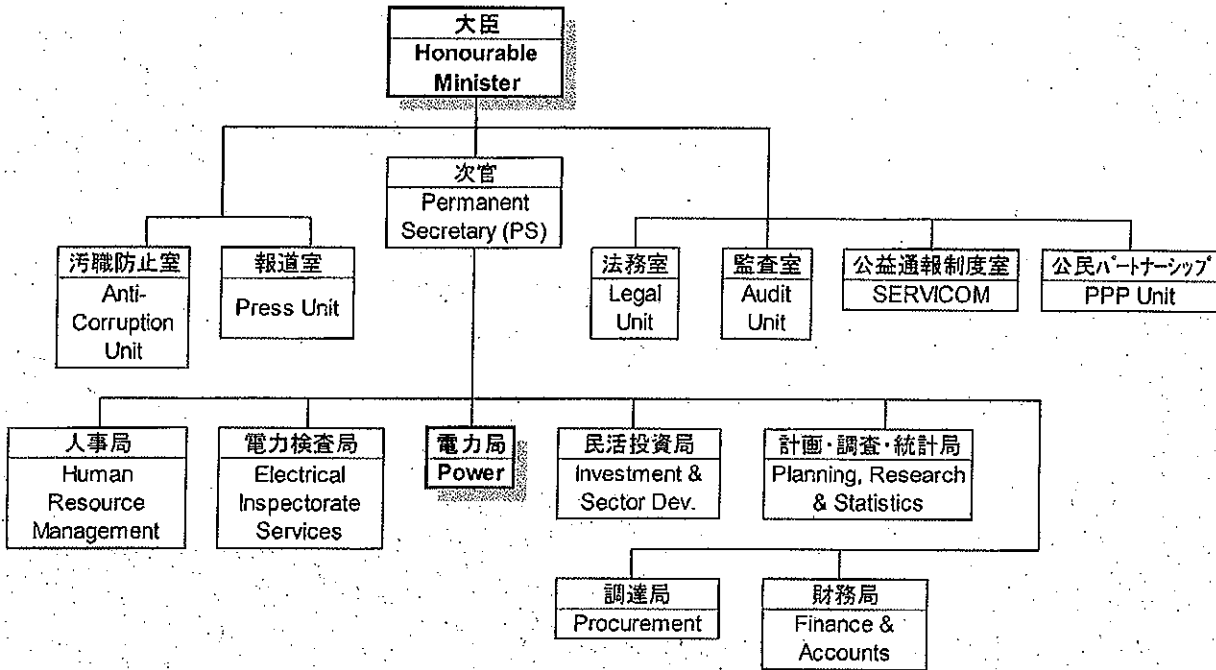 大臣
Honourable
Minister
次官
Permanent
Secretary (PS)
汚職防止室
Anti-
Corruption
Unit
報道室
Press Unit
法務室
Legal
Unit
監査室
Audit
Unit
公益通報制度室
SERVICOM
公民パートナーシップ
PPP Unit
人事局
Human
Resource
Management
電力検査局
Electrical
Inspectorate
Services
電力局
Power
民活投資局
Investment &
Sector Dev.
計画・調査・統計局
Planning, Research
& Statistics
調達局
Procurement
財務局
Finance &
Accounts